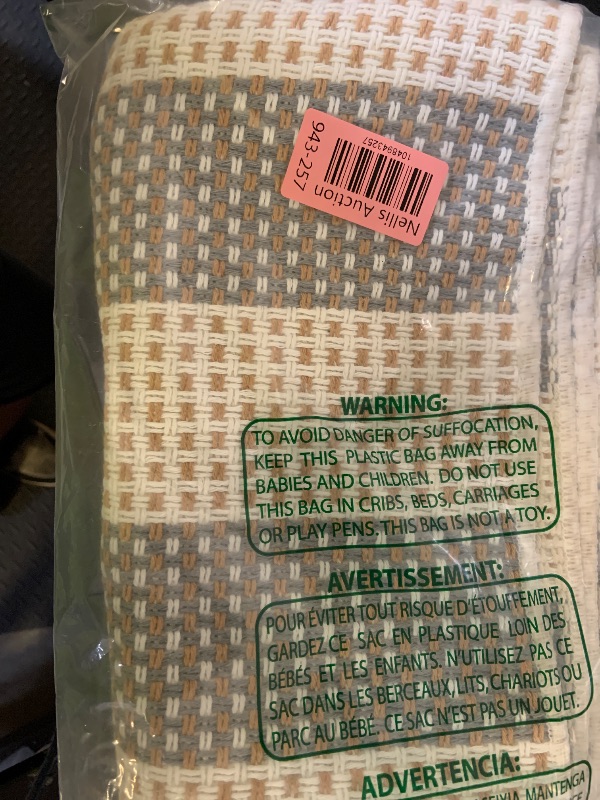 Nellis Auction
1048943257
943-257
WARNING:
TO AVOID DANGER OF SUFFOCATION,
KEEP THIS PLASTIC BAG AWAY FROM
BABIES AND CHILDREN. DO NOT USE
THIS BAG IN CRIBS, BEDS, CARRIAGES
OR PLAY PENS. THIS BAG IS NOT A TOY.
AVERTISSEMENT:
POUR ÉVITER TOUT RISQUE D'ÉTOUFFEMENT,
GARDEZ CE SAC EN PLASTIQUE LOIN DES
BÉBÉS ET LES ENFANTS. N'UTILISEZ PAS CE
SAC DANS LES BERCEAUX, LITS, CHARIOTS OU
PARC AU BÉBÉ. CE SAC N'EST PAS UN JOUET.
ADVERTENCIA:
MANTENGA